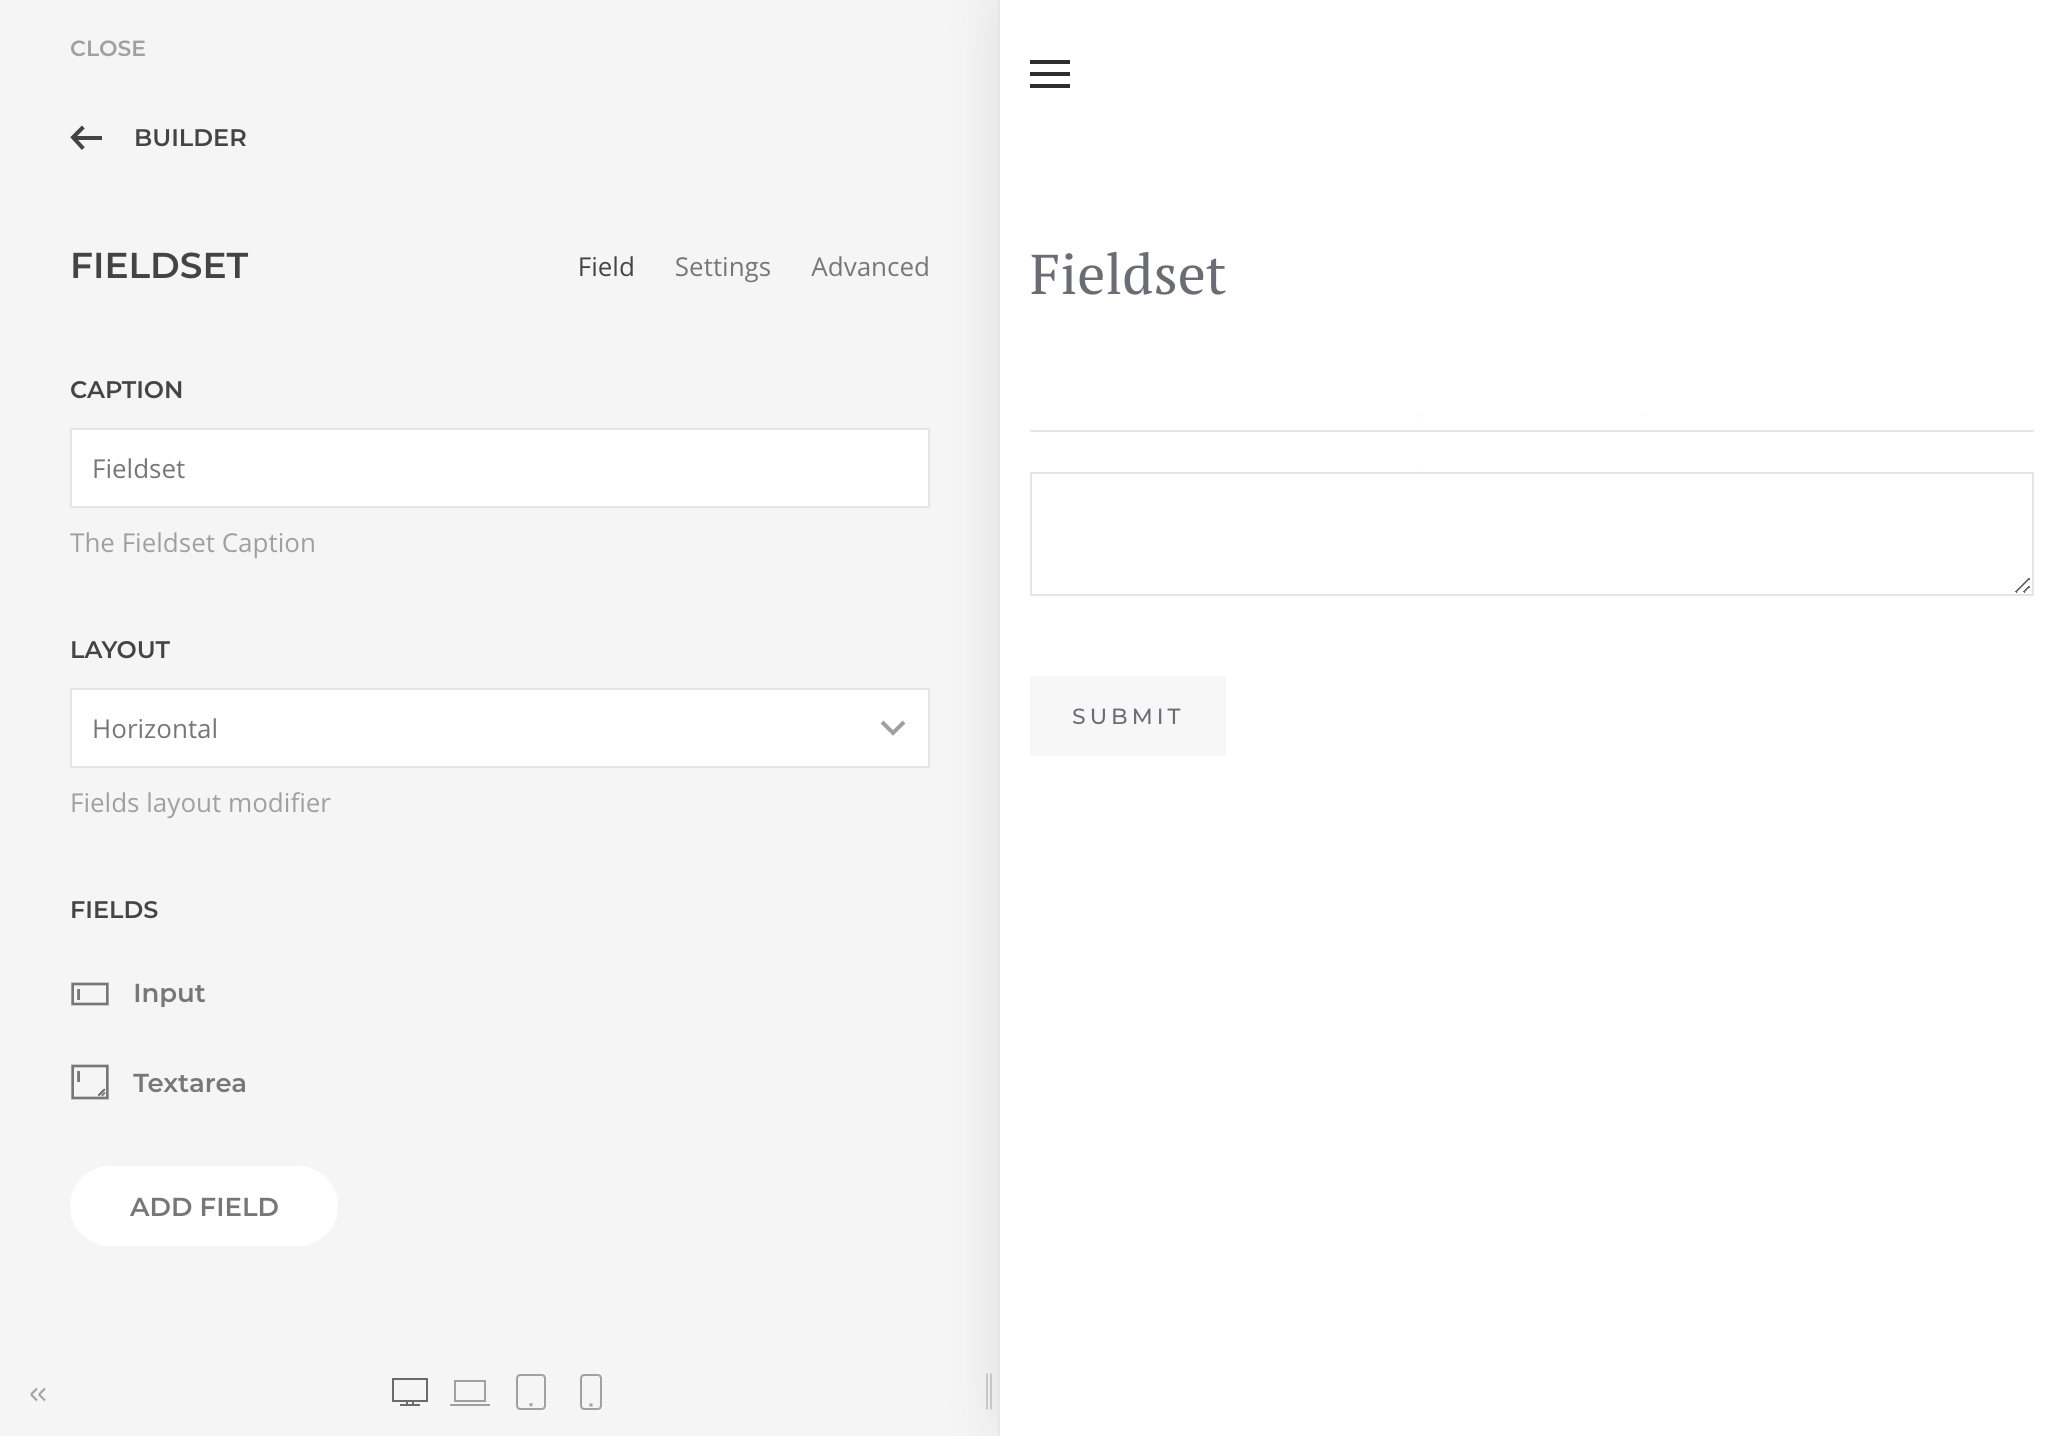 CLOSE
BUILDER
FIELDSET
Field Settings Advanced
CAPTION
Fieldset
The Fieldset Caption
LAYOUT
Horizontal
Fields layout modifier
FIELDS
Input
Textarea
ADD FIELD
Fieldset
SUBMIT